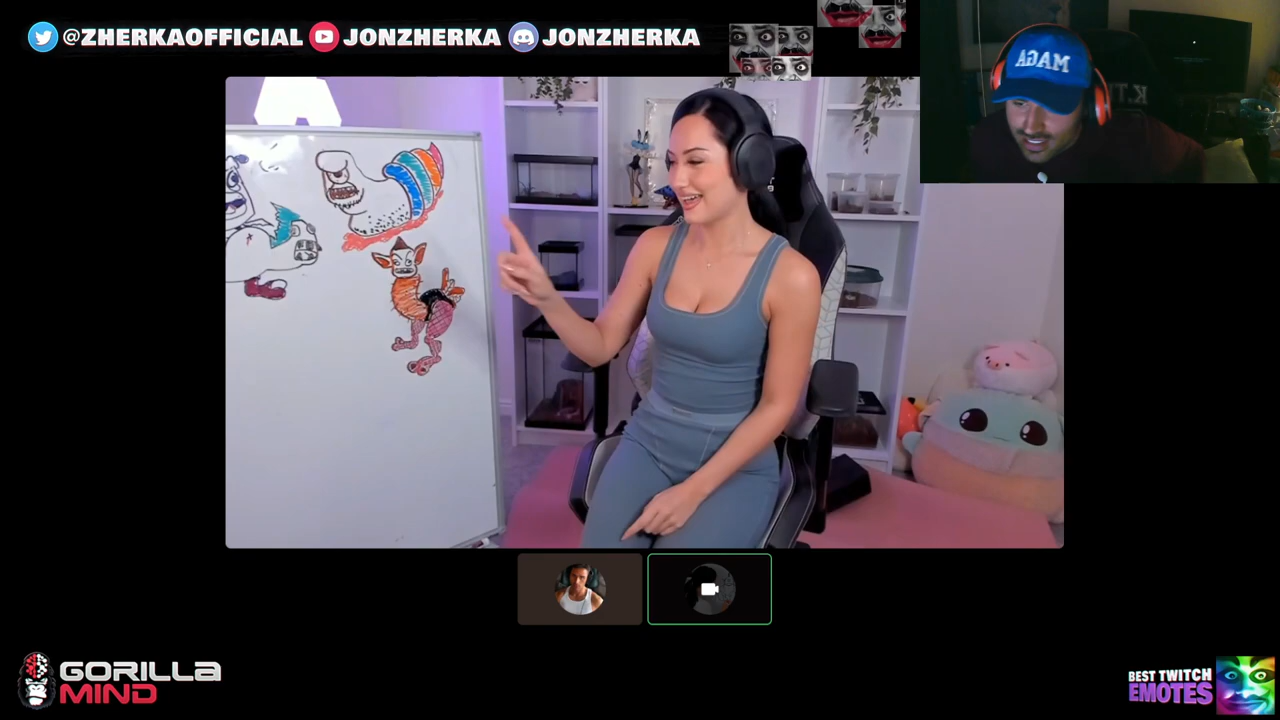 @ZHERKAOFFICIAL JONZHERKA JONZHERKA
MAGA
GORILLA
MIND
BEST TWITCH
EMOTES